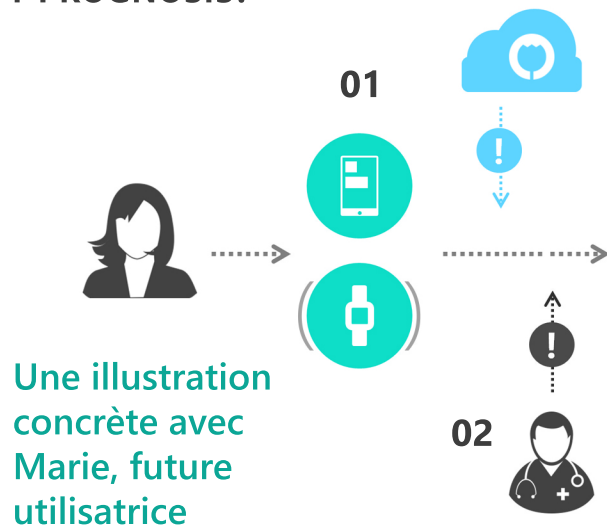 01
Une illustration
concrète avec
Marie, future
utilisatrice
02